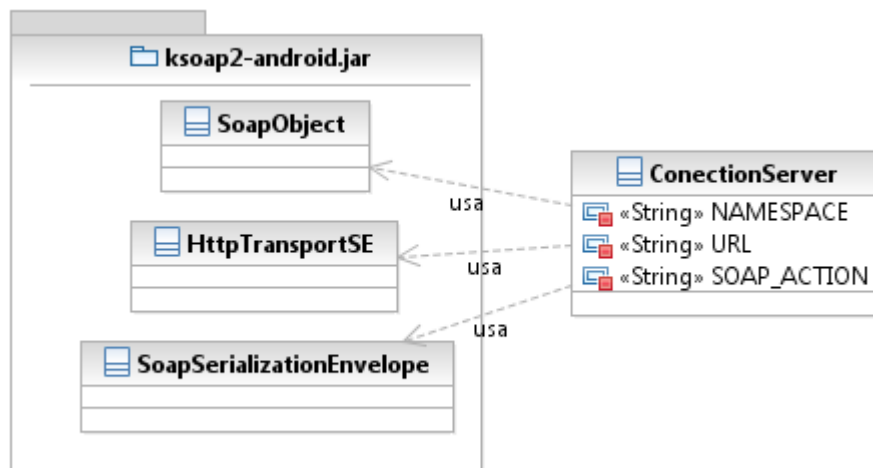 ksoap2-android.jar
SoapObject
HttpTransportSE
SoapSerializationEnvelope
usa
usa
usa
ConectionServer
«String» NAMESPACE
«String» URL
«String» SOAP_ACTION